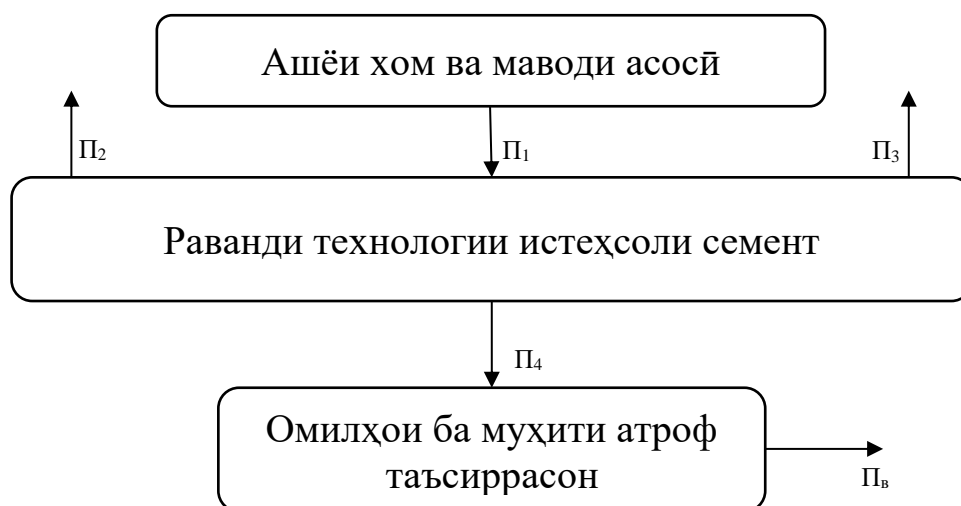 Ашёи хом ва маводи асосӣ
П₂
П₁
П₃
Раванди технологии истеҳсоли семент
П₄
Омилҳои ба муҳити атроф
таъсиррасон
Пв